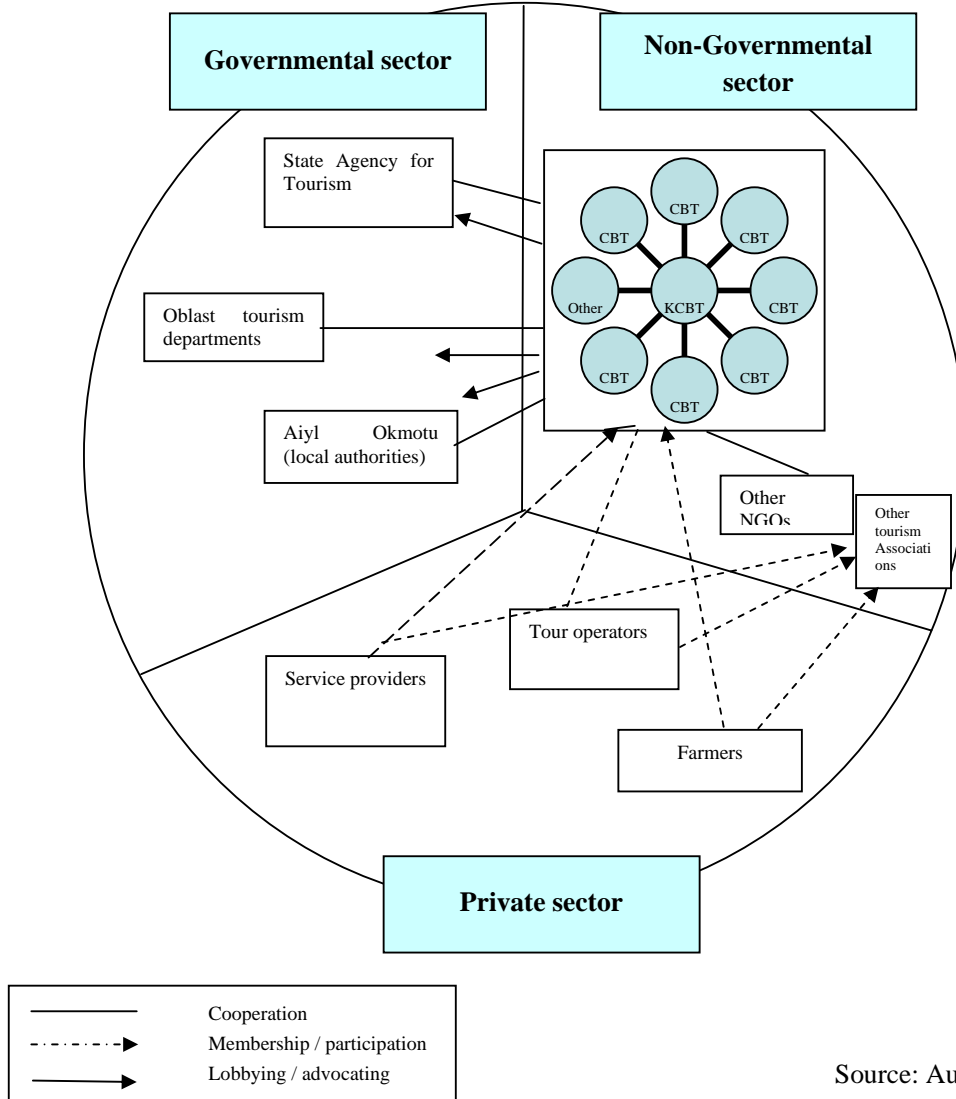 Governmental sector
Non-Governmental
sector
State Agency for
Tourism
Oblast tourism
departments
Aiyl Okmotu
(local authorities)
CBT
CBT
CBT
Other
KCBT
CBT
CBT
CBT
CBT
Other
NGOs
Other
tourism
Associati
ons
Tour operators
Service providers
Farmers
Private sector
Cooperation
Membership / participation
Lobbying / advocating
Source: Au